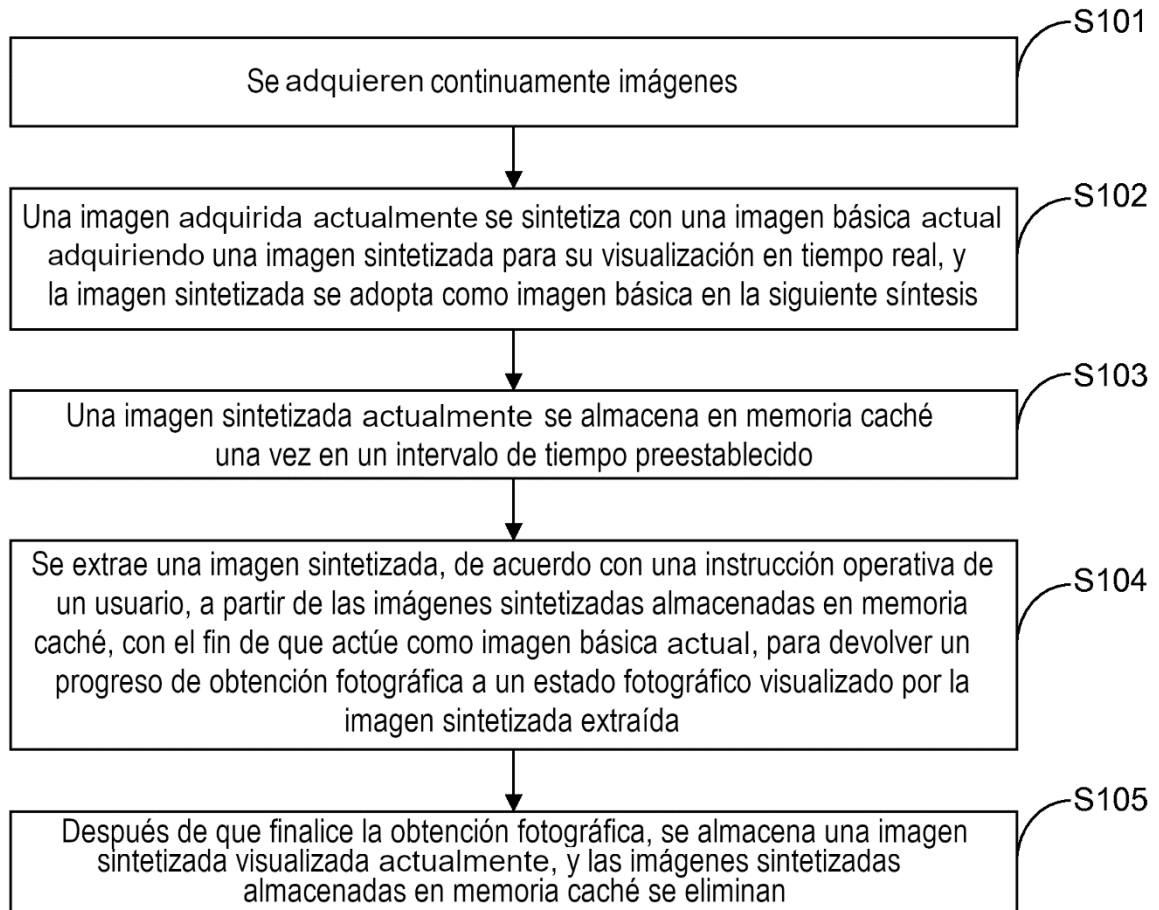 S101
Se adquieren continuamente imágenes
S102
Una imagen adquirida actualmente se sintetiza con una imagen básica actual
adquiriendo una imagen sintetizada para su visualización en tiempo real, y
la imagen sintetizada se adopta como imagen básica en la siguiente síntesis
S103
Una imagen sintetizada actualmente se almacena en memoria caché
una vez en un intervalo de tiempo preestablecido
S104
Se extrae una imagen sintetizada, de acuerdo con una instrucción operativa de
un usuario, a partir de las imágenes sintetizadas almacenadas en memoria
caché, con el fin de que actúe como imagen básica actual, para devolver un
progreso de obtención fotográfica a un estado fotográfico visualizado por la
imagen sintetizada extraída
S105
Después de que finalice la obtención fotográfica, se almacena una imagen
sintetizada visualizada actualmente, y las imágenes sintetizadas
almacenadas en memoria caché se eliminan